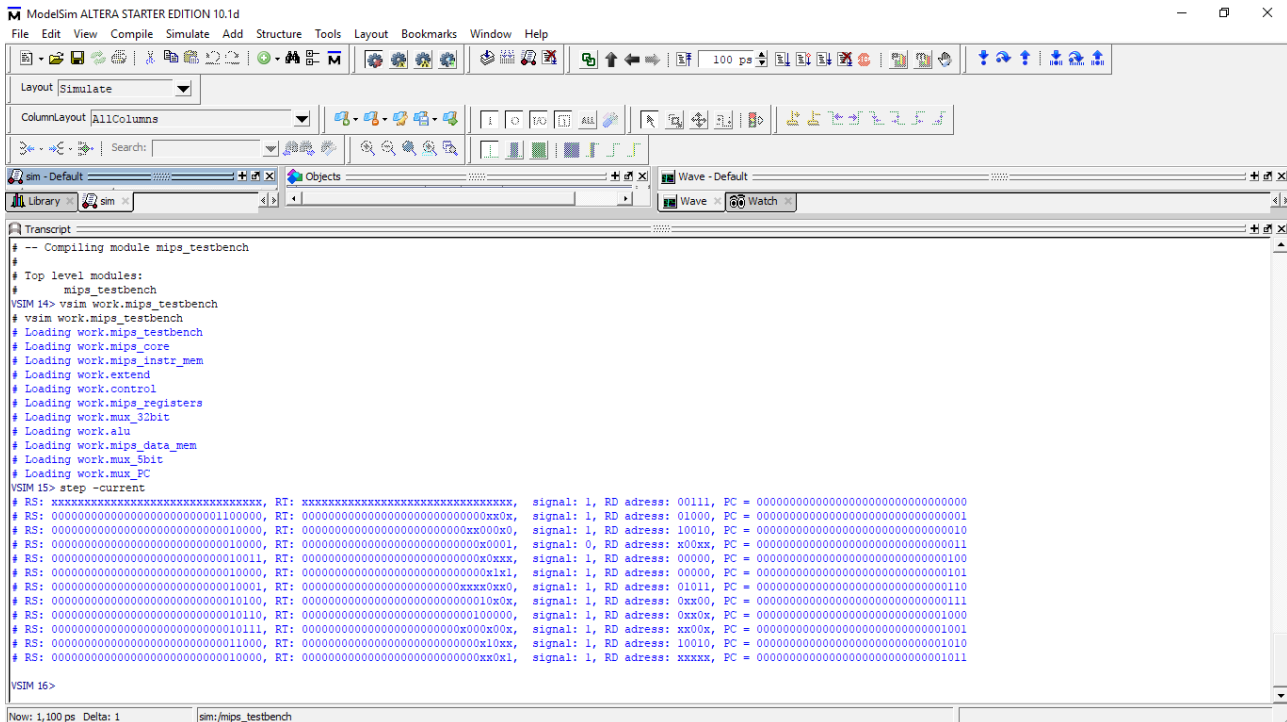 ModelSim ALTERA STARTER EDITION 10.1d
File Edit View Compile Simulate Add Structure Tools Layout Bookmarks Window Help
100 ps
Layout Simulate
ColumnLayout AllColumns
Search:
sim - Default
Objects
Wave - Default
Library
sim
Wave
Watch
Transcript
# -- Compiling module mips_testbench
#
# Top level modules:
# mips_testbench
VSIM 14> vsim work.mips_testbench
# vsim work.mips_testbench
# Loading work.mips_testbench
# Loading work.mips_core
# Loading work.mips_instr_mem
# Loading work.extend
# Loading work.control
# Loading work.mips_registers
# Loading work.mux_32bit
# Loading work.alu
# Loading work.mips_data_mem
# Loading work.mux_5bit
# Loading work.mux_PC
VSIM 15> step -current
# RS: xxxxxxxxxxxxxxxxxxxxxxxxxxxxxxxx, RT: xxxxxxxxxxxxxxxxxxxxxxxxxxxxxxxx, signal: 1, RD adress: 00111, PC = 00000000000000000000000000000000
# RS: 00000000000000000000000001100000, RT: 0000000000000000000000000000xx0x, signal: 1, RD adress: 01000, PC = 00000000000000000000000000000001
# RS: 00000000000000000000000000010000, RT: 0000000000000000000000000xx000x0, signal: 1, RD adress: 10010, PC = 00000000000000000000000000000010
# RS: 00000000000000000000000000010000, RT: 000000000000000000000000000x0001, signal: 0, RD adress: x00xx, PC = 00000000000000000000000000000011
# RS: 00000000000000000000000000010011, RT: 000000000000000000000000000x0xxx, signal: 1, RD adress: 00000, PC = 00000000000000000000000000000100
# RS: 00000000000000000000000000010000, RT: 0000000000000000000000000000x1x1, signal: 1, RD adress: 00000, PC = 00000000000000000000000000000101
# RS: 00000000000000000000000000010001, RT: 000000000000000000000000xxxx0xx0, signal: 1, RD adress: 01011, PC = 00000000000000000000000000000110
# RS: 00000000000000000000000000010100, RT: 00000000000000000000000000010x0x, signal: 1, RD adress: 0xx00, PC = 00000000000000000000000000000111
# RS: 00000000000000000000000000010110, RT: 00000000000000000000000000100000, signal: 1, RD adress: 0xx0x, PC = 00000000000000000000000000001000
# RS: 00000000000000000000000000010111, RT: 000000000000000000000000x000x00x, signal: 1, RD adress: xx00x, PC = 00000000000000000000000000001001
# RS: 00000000000000000000000000011000, RT: 000000000000000000000000000x10xx, signal: 1, RD adress: 10010, PC = 00000000000000000000000000001010
# RS: 00000000000000000000000000010000, RT: 000000000000000000000000000xx0x1, signal: 1, RD adress: xxxxx, PC = 00000000000000000000000000001011
VSIM 16>
Now: 1,100 ps Delta: 1
sim:/mips_testbench